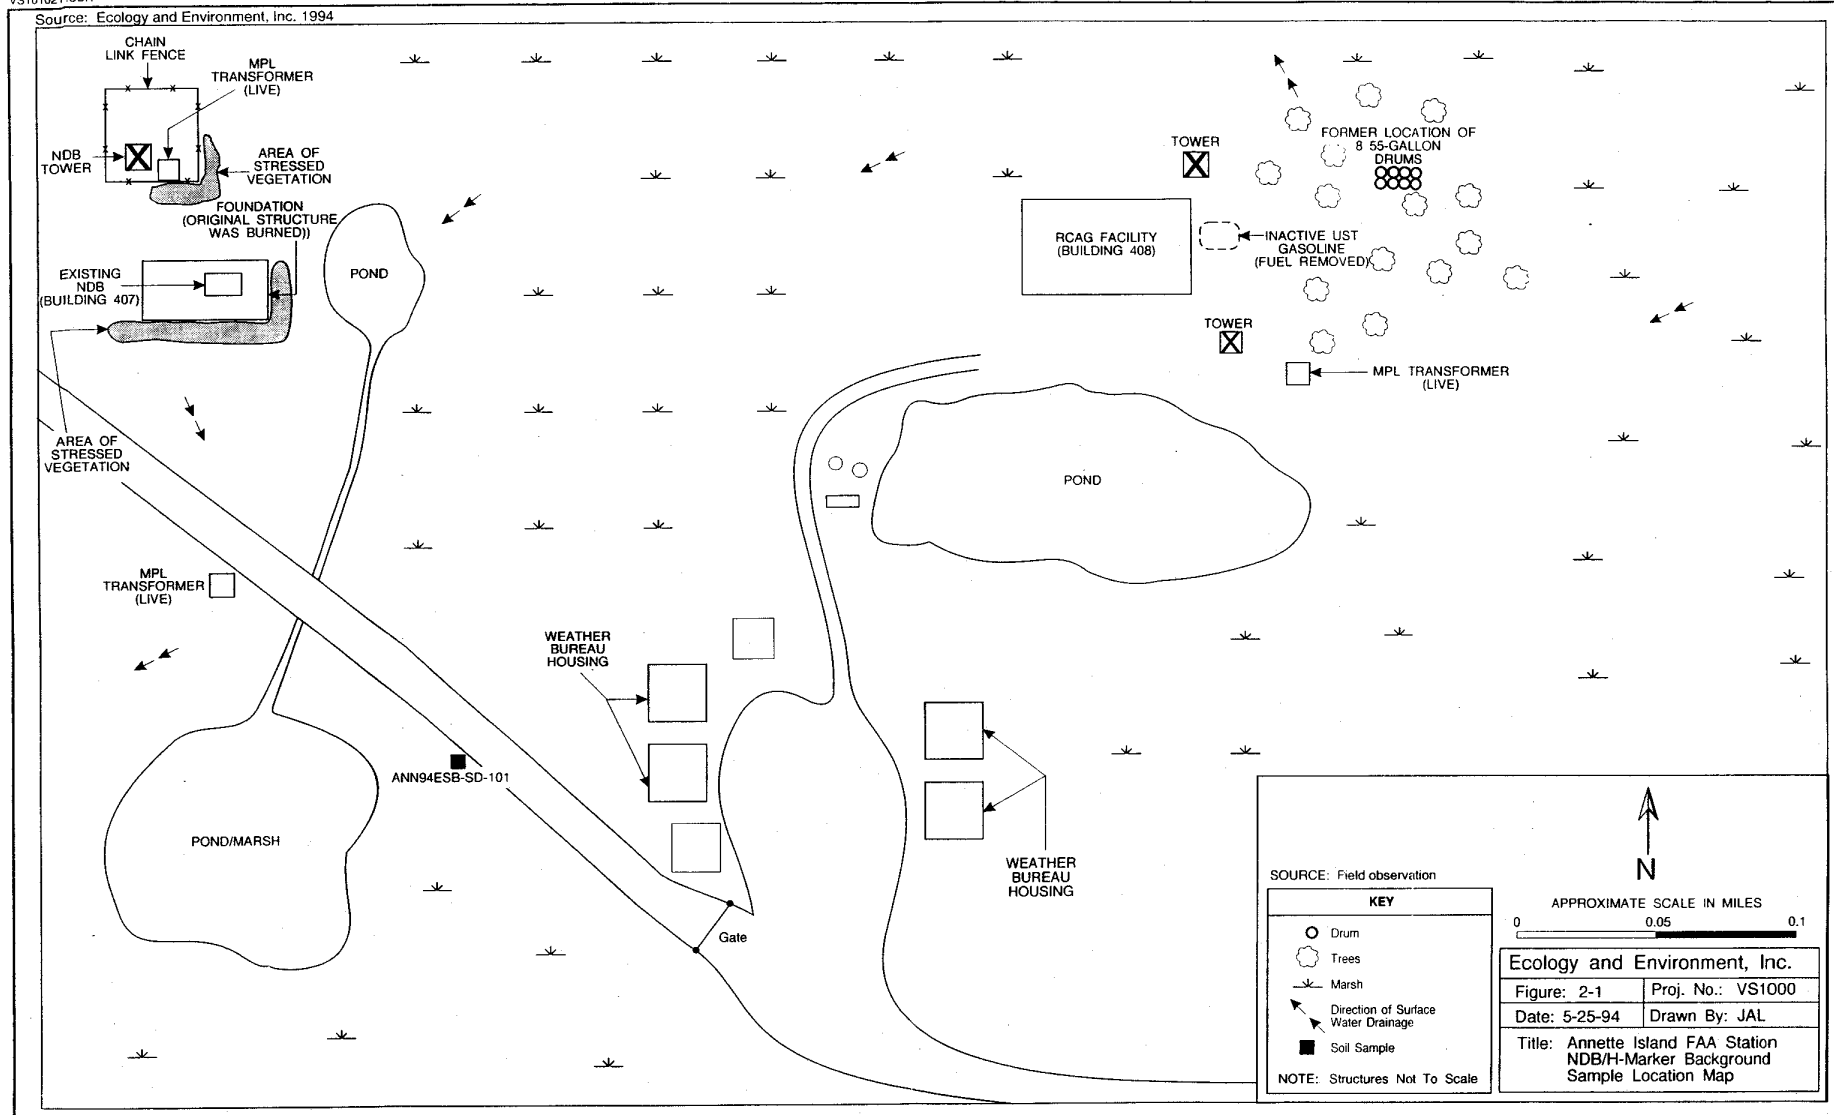 Source: Ecology and Environment, Inc. 1994
CHAIN
LINK FENCE
MPL
TRANSFORMER
(LIVE)
NDB
TOWER
AREA OF
STRESSED
VEGETATION
FOUNDATION
(ORIGINAL STRUCTURE
WAS BURNED))
EXISTING
NDB
(BUILDING 407)
POND
AREA OF
STRESSED
VEGETATION
TOWER
FORMER LOCATION OF
8 55-GALLON
DRUMS
RCAG FACILITY
(BUILDING 408)
INACTIVE UST
GASOLINE
(FUEL REMOVED)
TOWER
MPL TRANSFORMER
(LIVE)
POND
MPL
TRANSFORMER
(LIVE)
WEATHER
BUREAU
HOUSING
ANN94ESB-SD-101
POND/MARSH
WEATHER
BUREAU
HOUSING
Gate
N
SOURCE: Field observation
KEY
Drum
Trees
Marsh
Direction of Surface
Water Drainage
Soil Sample
NOTE: Structures Not To Scale
APPROXIMATE SCALE IN MILES
0 0.05 0.1
Ecology and Environment, Inc.
Figure: 2-1 Proj. No.: VS1000
Date: 5-25-94 Drawn By: JAL
Title: Annette Island FAA Station
NDB/H-Marker Background
Sample Location Map